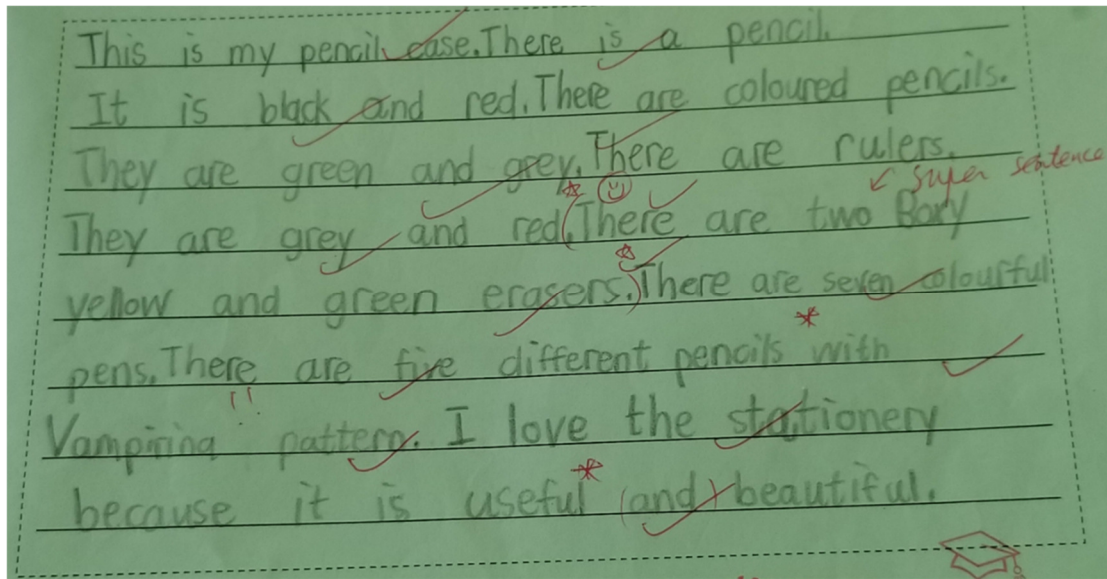 This is my pencil case.There is a pencil.
It is black and red.There are coloured pencils.
They are green and grey.There are rulers.
super sentence
They are grey and red.(There are two Bory
yellow and green erasers.)There are seven colourful
pens.There are five different pencils with
Vampiring pattern. I love the stationery
because it is useful (and) beautiful.